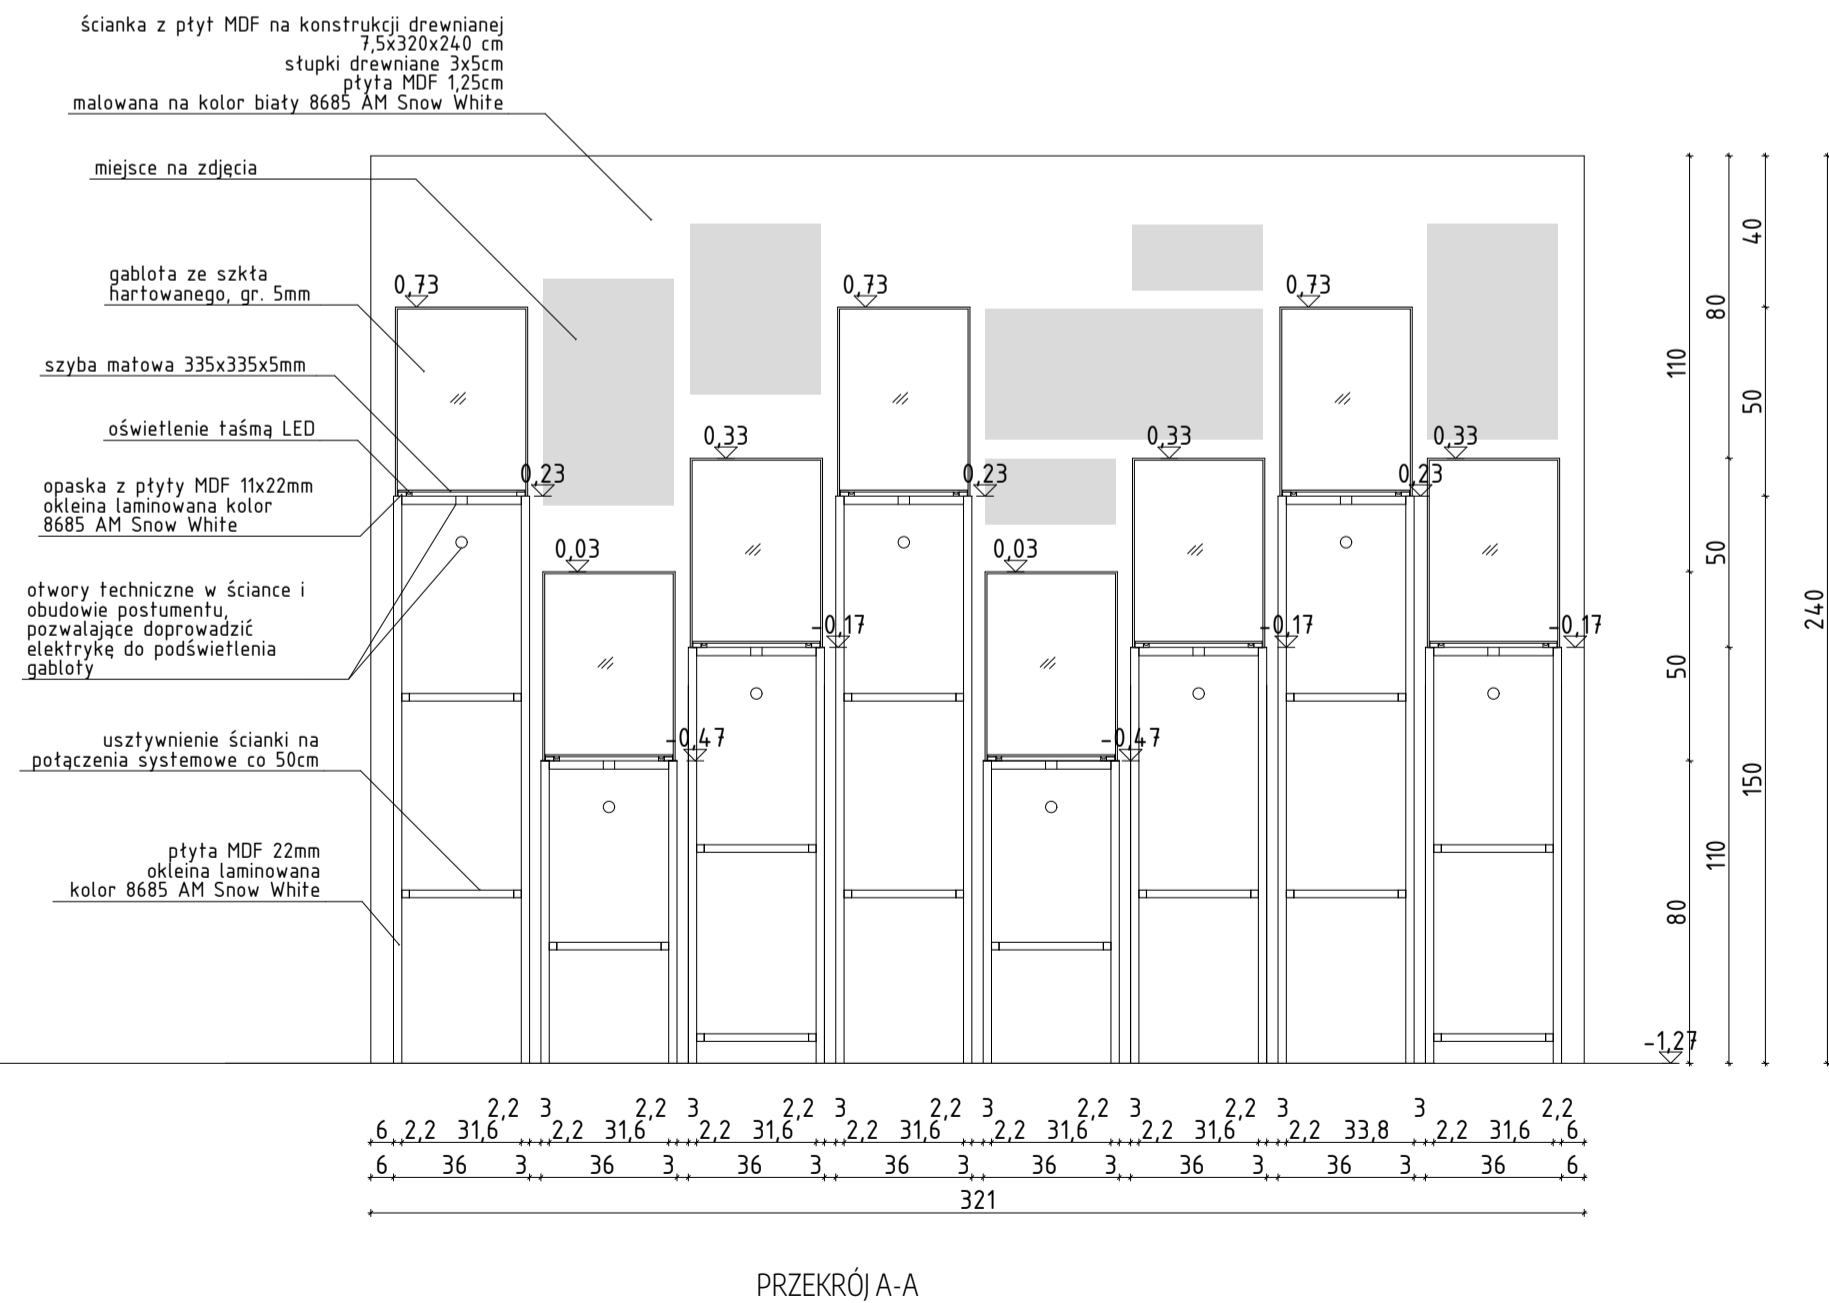 ścianka z płyt MDF na konstrukcji drewnianej
7,5x320x240 cm
słupki drewniane 3x5cm
płyta MDF 1,25cm
malowana na kolor biały 8685 AM Snow White
miejsce na zdjęcia
gablota ze szkła
hartowanego, gr. 5mm
szyba matowa 335x335x5mm
oświetlenie taśmą LED
opaska z płyty MDF 11x22mm
okleina laminowana kolor
8685 AM Snow White
otwory techniczne w ściance i
obudowie postumentu,
pozwalające doprowadzić
elektrykę do podświetlenia
gabloty
usztywnienie ścianki na
połączenia systemowe co 50cm
płyta MDF 22mm
okleina laminowana
kolor 8685 AM Snow White
0,73 0,73 0,73
0,33 0,33 0,33
0,23 0,23 0,23
0,03 0,03
-0,17 -0,17 -0,17
-0,47 -0,47
-1,27
110 50 80
80 50 110
40 50 150
240
2,2 3 2,2 3 2,2 3 2,2 3 2,2 3 2,2 3 3 2,2
6 2,2 31,6 2,2 31,6 2,2 31,6 2,2 31,6 2,2 31,6 2,2 31,6 2,2 33,8 2,2 31,6 6
6 36 3 36 3 36 3 36 3 36 3 36 3 36 3 36 6
321
PRZEKRÓJ A-A